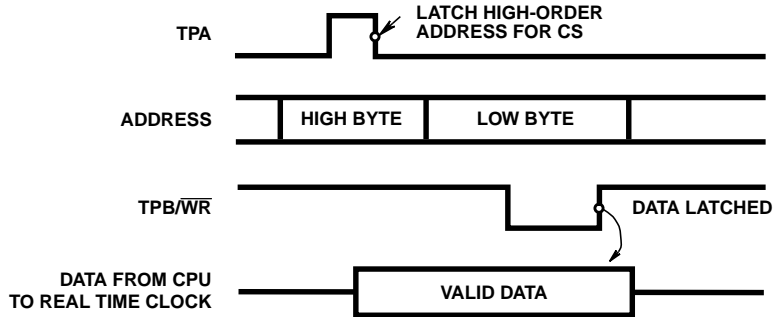 TPA
LATCH HIGH-ORDER
ADDRESS FOR CS
ADDRESS
HIGH BYTE
LOW BYTE
TPB/W̅R̅
DATA LATCHED
DATA FROM CPU
TO REAL TIME CLOCK
VALID DATA